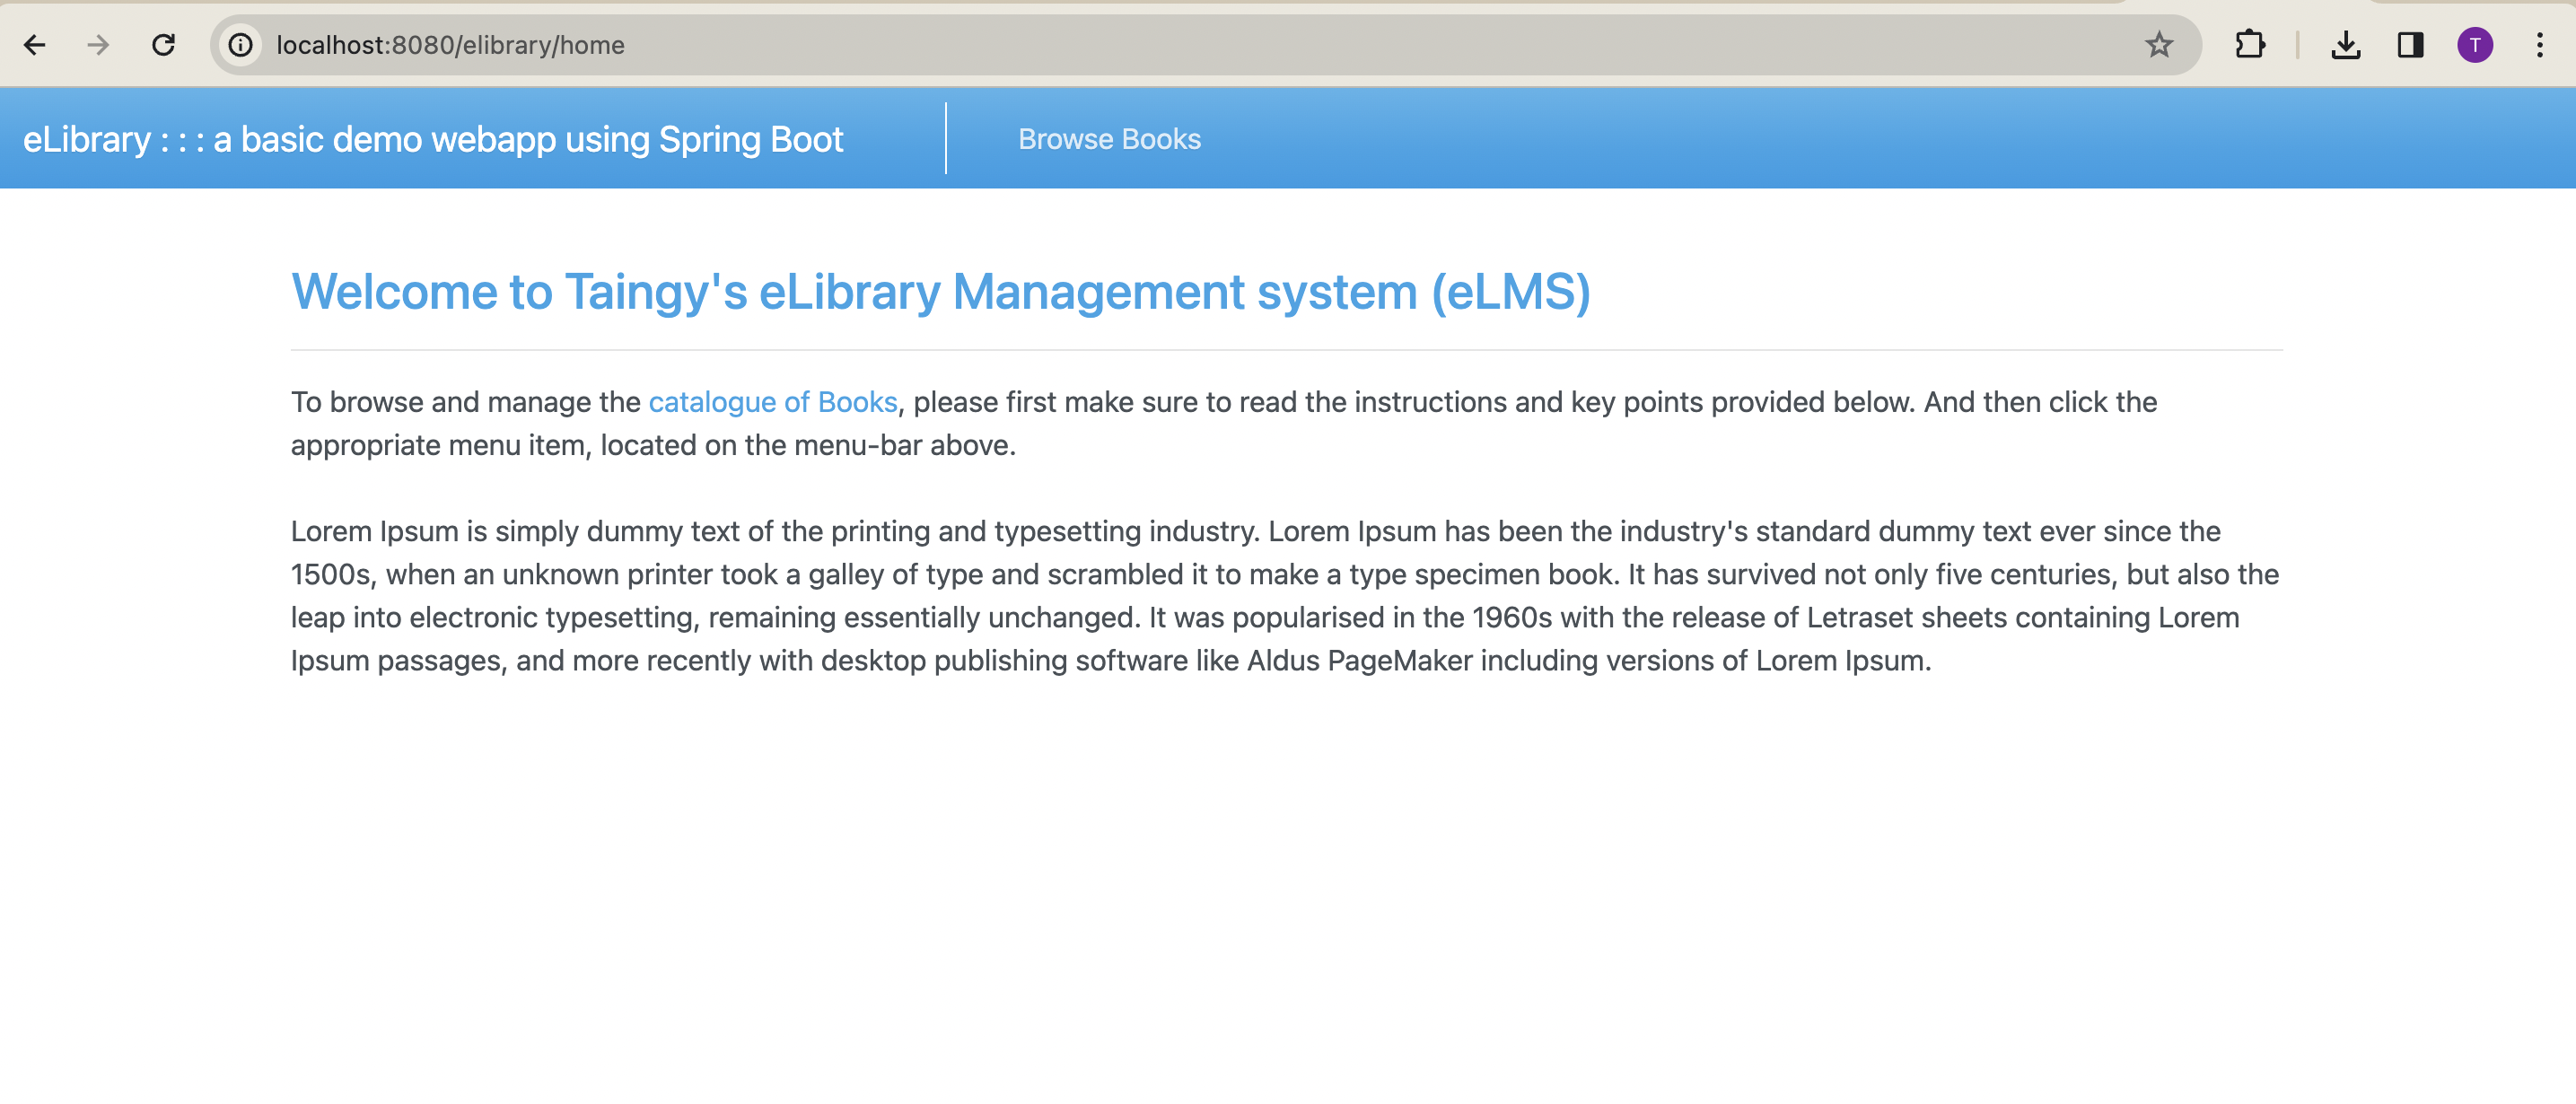 localhost:8080/elibrary/home
T
eLibrary : : : a basic demo webapp using Spring Boot
Browse Books
Welcome to Taingy's eLibrary Management system (eLMS)
To browse and manage the catalogue of Books, please first make sure to read the instructions and key points provided below. And then click the
appropriate menu item, located on the menu-bar above.
Lorem Ipsum is simply dummy text of the printing and typesetting industry. Lorem Ipsum has been the industry's standard dummy text ever since the
1500s, when an unknown printer took a galley of type and scrambled it to make a type specimen book. It has survived not only five centuries, but also the
leap into electronic typesetting, remaining essentially unchanged. It was popularised in the 1960s with the release of Letraset sheets containing Lorem
Ipsum passages, and more recently with desktop publishing software like Aldus PageMaker including versions of Lorem Ipsum.